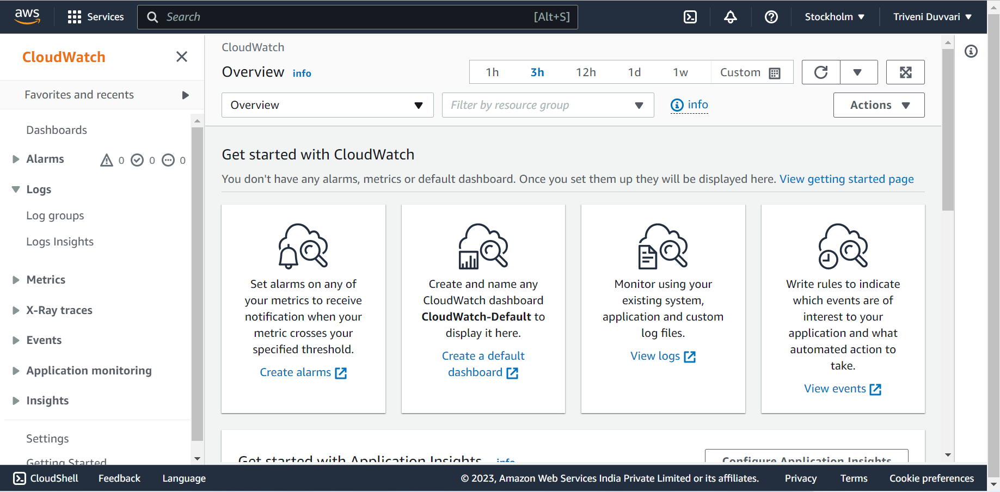 aws
Services
Search
[Alt+S]
Stockholm
Triveni Duvvari
CloudWatch
Favorites and recents
Dashboards
Alarms
0
0
0
Logs
Log groups
Logs Insights
Metrics
X-Ray traces
Events
Application monitoring
Insights
Settings
Getting Started
CloudWatch
Overview info
1h 3h 12h 1d 1w Custom
Overview
Filter by resource group
info
Actions
Get started with CloudWatch
You don't have any alarms, metrics or default dashboard. Once you set them up they will be displayed here. View getting started page
Set alarms on any of
your metrics to receive
notification when your
metric crosses your
specified threshold.
Create alarms
Create and name any
CloudWatch dashboard
CloudWatch-Default to
display it here.
Create a default
dashboard
Monitor using your
existing system,
application and custom
log files.
View logs
Write rules to indicate
which events are of
interest to your
application and what
automated action to
take.
View events
Get started with Application Insights info
Configure Application Insights
CloudShell
Feedback
Language
© 2023, Amazon Web Services India Private Limited or its affiliates.
Privacy
Terms
Cookie preferences